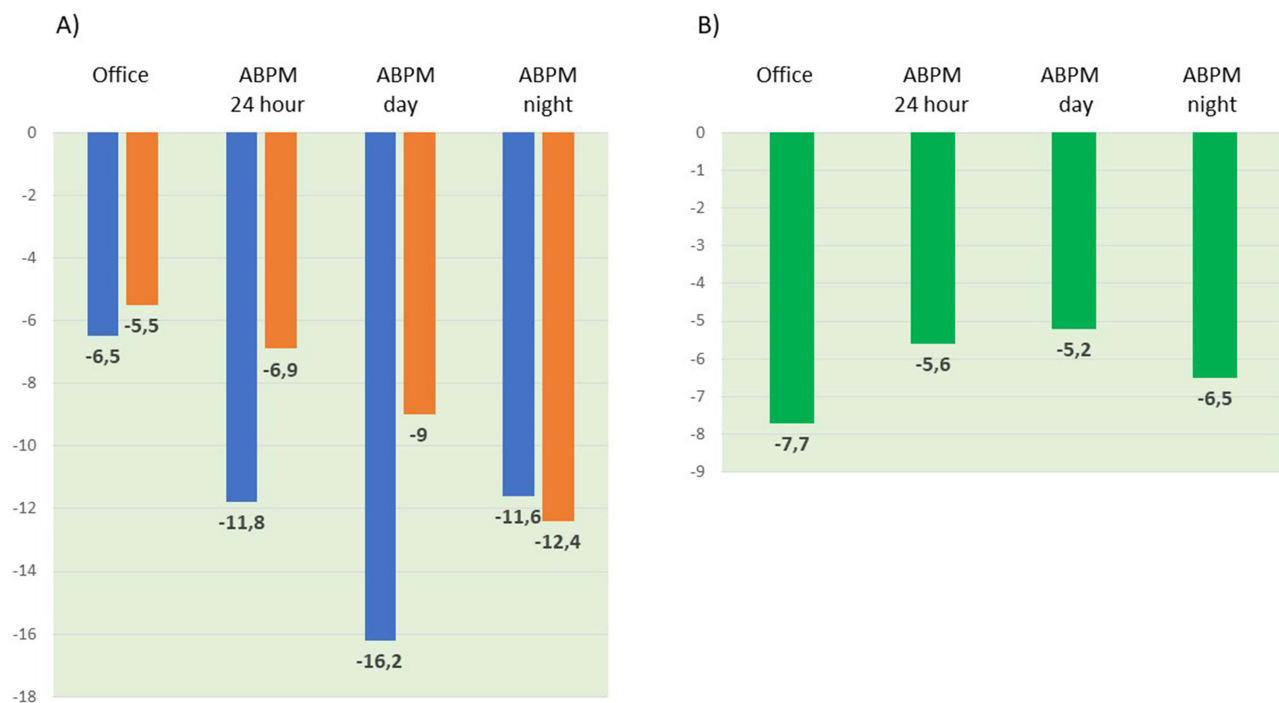 A)
Office
ABPM
24 hour
ABPM
day
ABPM
night
0
-2
-4
-6
-8
-10
-12
-14
-16
-18
-6,5
-5,5
-11,8
-6,9
-16,2
-9
-11,6
-12,4
B)
Office
ABPM
24 hour
ABPM
day
ABPM
night
0
-1
-2
-3
-4
-5
-6
-7
-8
-9
-7,7
-5,6
-5,2
-6,5